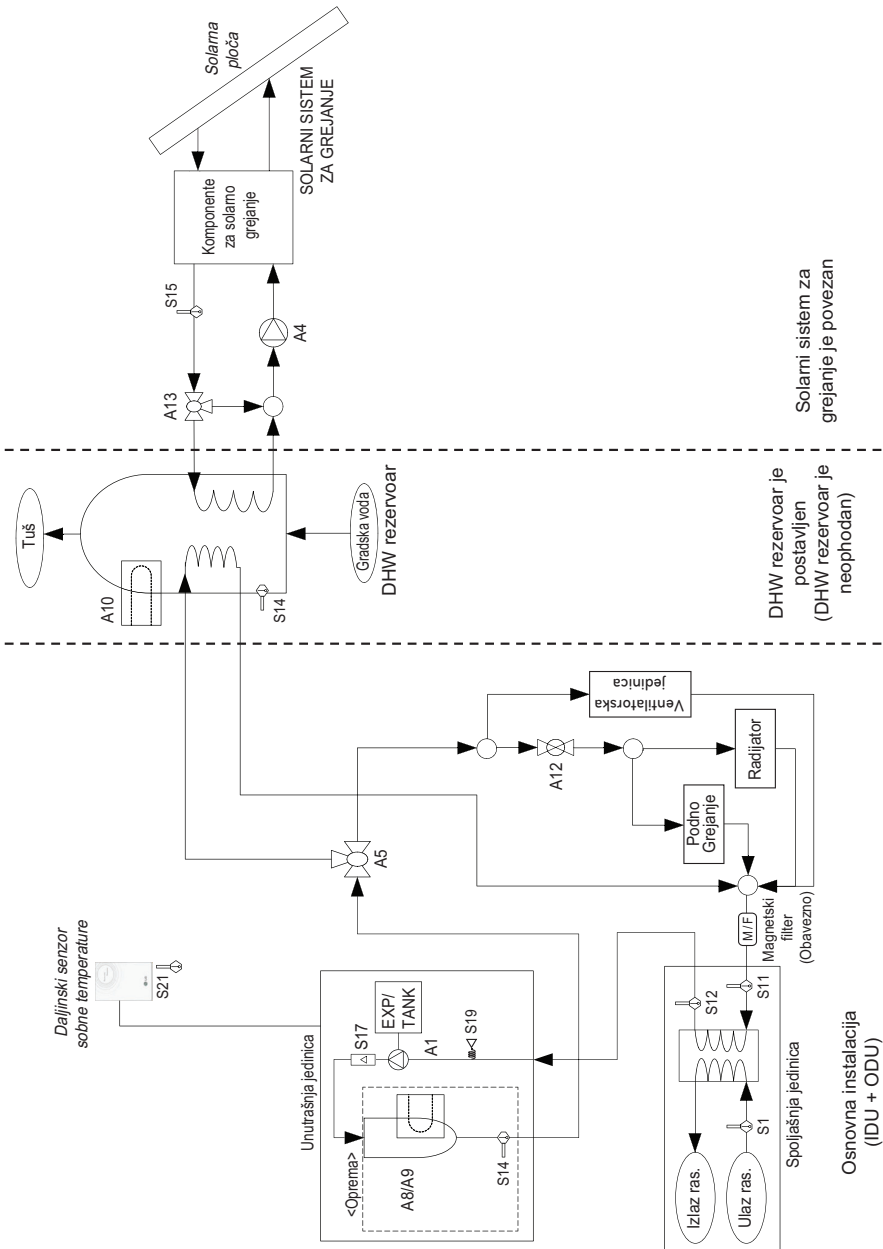 Solarna
ploča
SOLARNI SISTEM
ZA GREJANJE
Komponente
za solarno
grejanje
S15
A4
A13
Solarni sistem za
grejanje je povezan
Tuš
A10
S14
Gradska voda
DHW rezervoar
DHW rezervoar je
postavljen
(DHW rezervoar je
neophodan)
Daljinski senzor
sobne temperature
S21
Unutrašnja jedinica
S17
EXP/
TANK
A1
S19
<Oprema>
A8/A9
S14
A5
A12
Ventilatorska
jedinica
Radijator
Podno
Grejanje
M/F
Magnetski
filter
(Obavezno)
S12
S11
S1
Izlaz ras.
Ulaz ras.
Spoljašnja jedinica
Osnovna instalacija
(IDU + ODU)